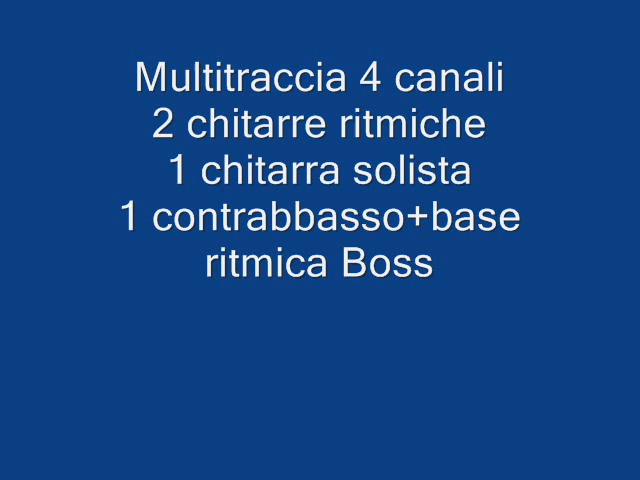 Multitraccia 4 canali
2 chitarre ritmiche
1 chitarra solista
1 contrabbasso+base
ritmica Boss